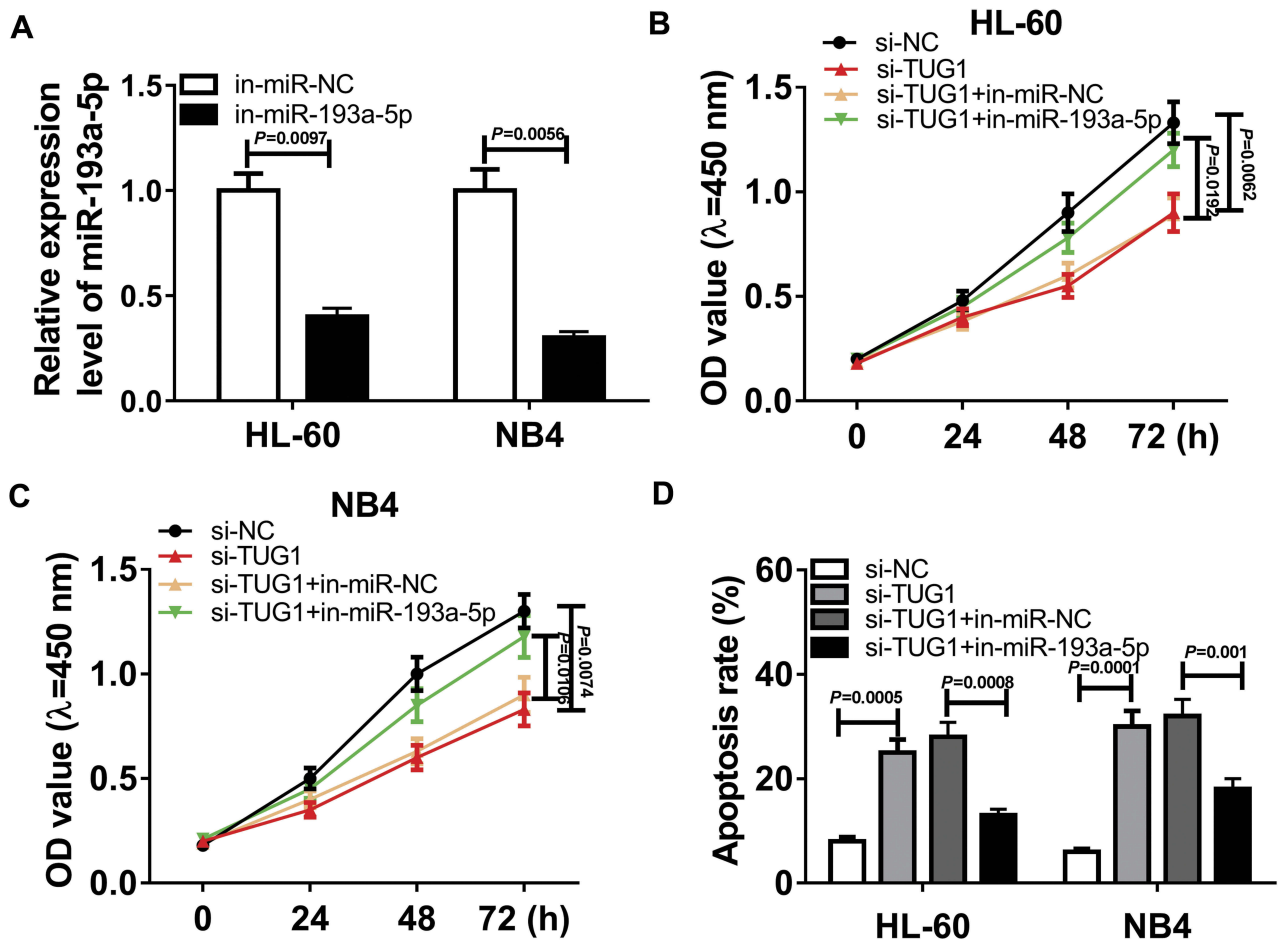 A
Relative expression
level of miR-193a-5p
1.5
1.0
0.5
0.0
in-miR-NC
in-miR-193a-5p
P=0.0097
P=0.0056
HL-60
NB4
B
HL-60
si-NC
si-TUG1
si-TUG1+in-miR-NC
si-TUG1+in-miR-193a-5p
OD value (λ=450 nm)
1.5
1.0
0.5
0.0
P=0.0192
P=0.0062
0 24 48 72 (h)
C
NB4
si-NC
si-TUG1
si-TUG1+in-miR-NC
si-TUG1+in-miR-193a-5p
OD value (λ=450 nm)
1.5
1.0
0.5
0.0
P=0.0106
P=0.0074
0 24 48 72 (h)
D
si-NC
si-TUG1
si-TUG1+in-miR-NC
si-TUG1+in-miR-193a-5p
Apoptosis rate (%)
60
40
20
0
P=0.0005
P=0.0008
P=0.0001
P=0.001
HL-60
NB4